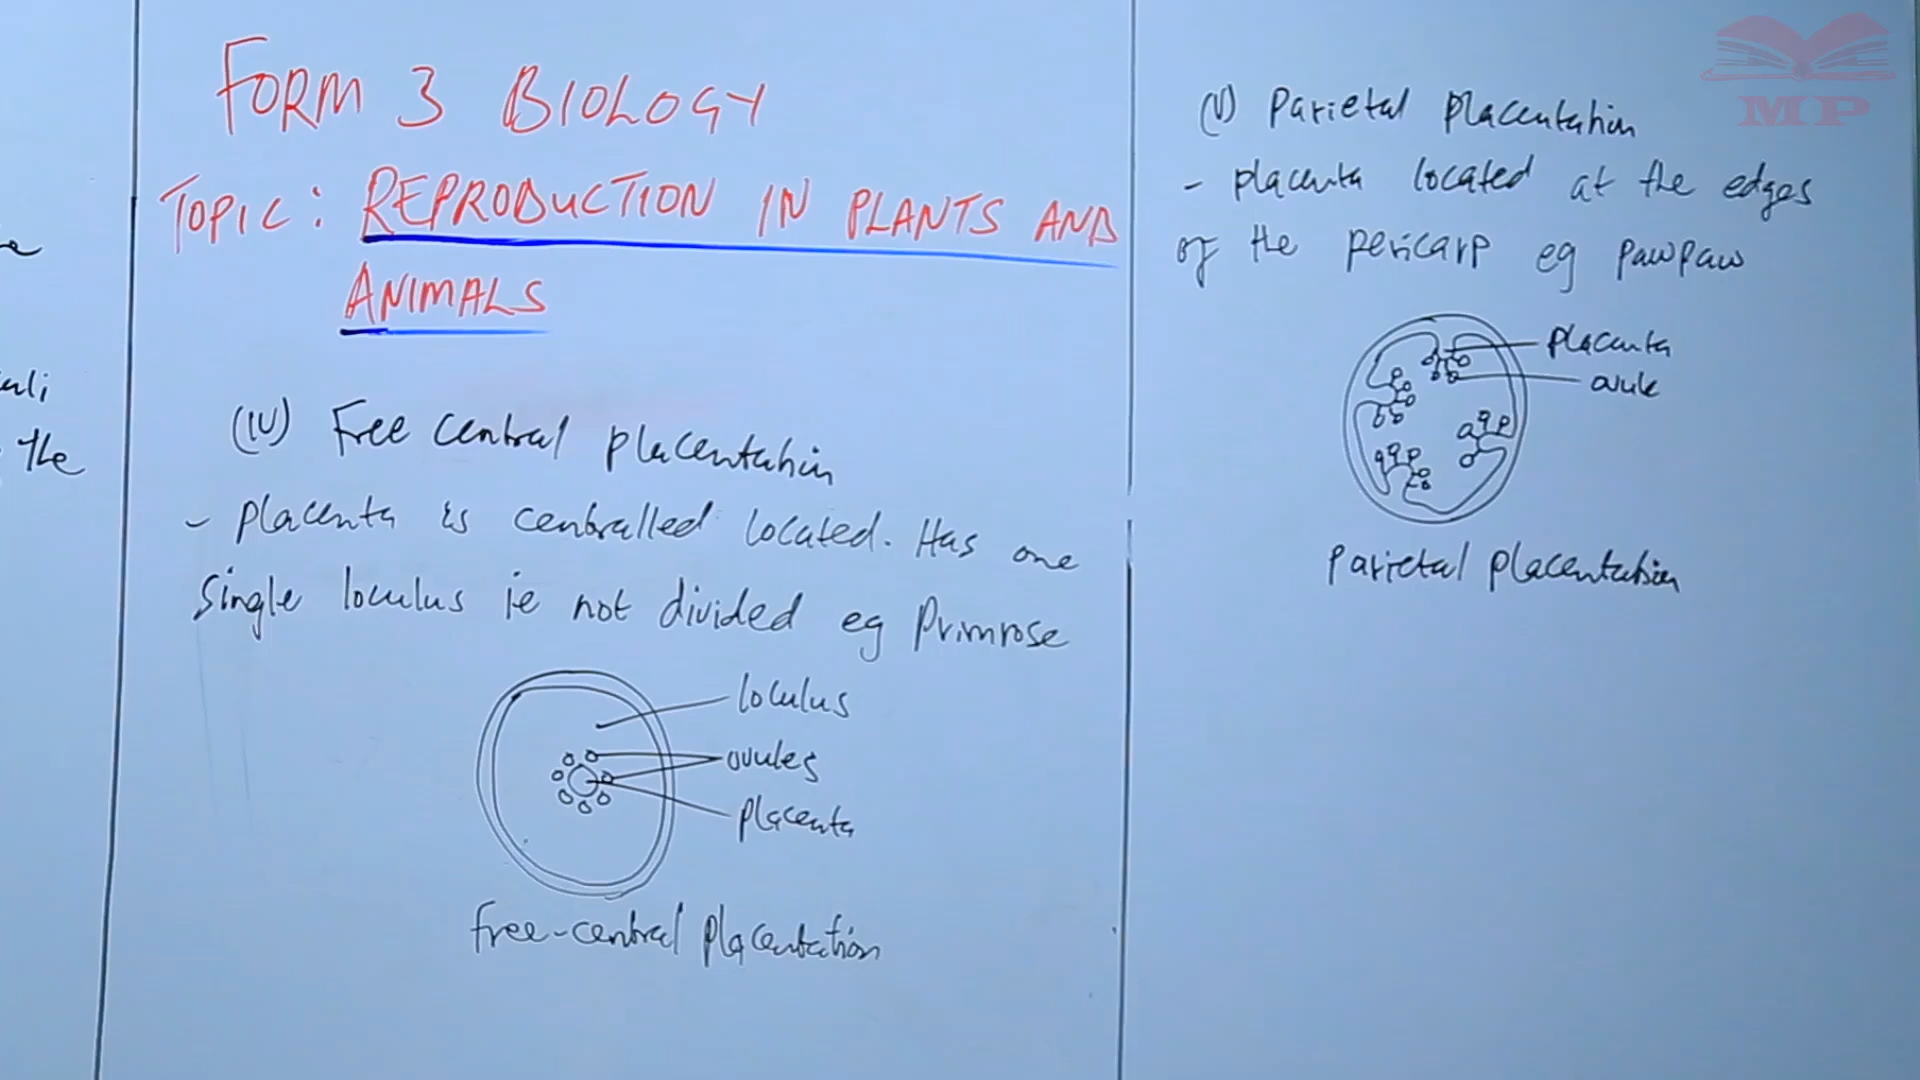 FORM 3 BIOLOGY
TOPIC: REPRODUCTION IN PLANTS AND
ANIMALS
(IV) Free central placentation
- placenta is centralled located. Has one
single loculus ie not divided eg Primrose
loculus
ovules
placenta
free-central placentation
(V) Parietal placentation
- placenta located at the edges
of the pericarp eg pawpaw
placenta
ovule
parietal placentation
the
MP